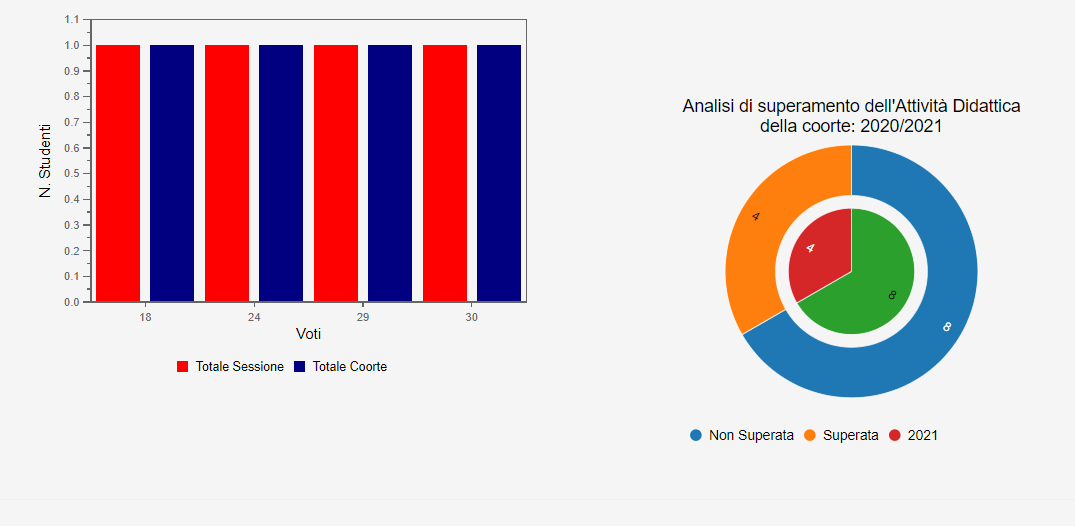 1.1
1.0
0.9
0.8
0.7
0.6
0.5
0.4
0.3
0.2
0.1
0.0
N. Studenti
18 24 29 30
Voti
Totale Sessione Totale Coorte
Analisi di superamento dell'Attività Didattica
della coorte: 2020/2021
4
4
8
8
Non Superata Superata 2021